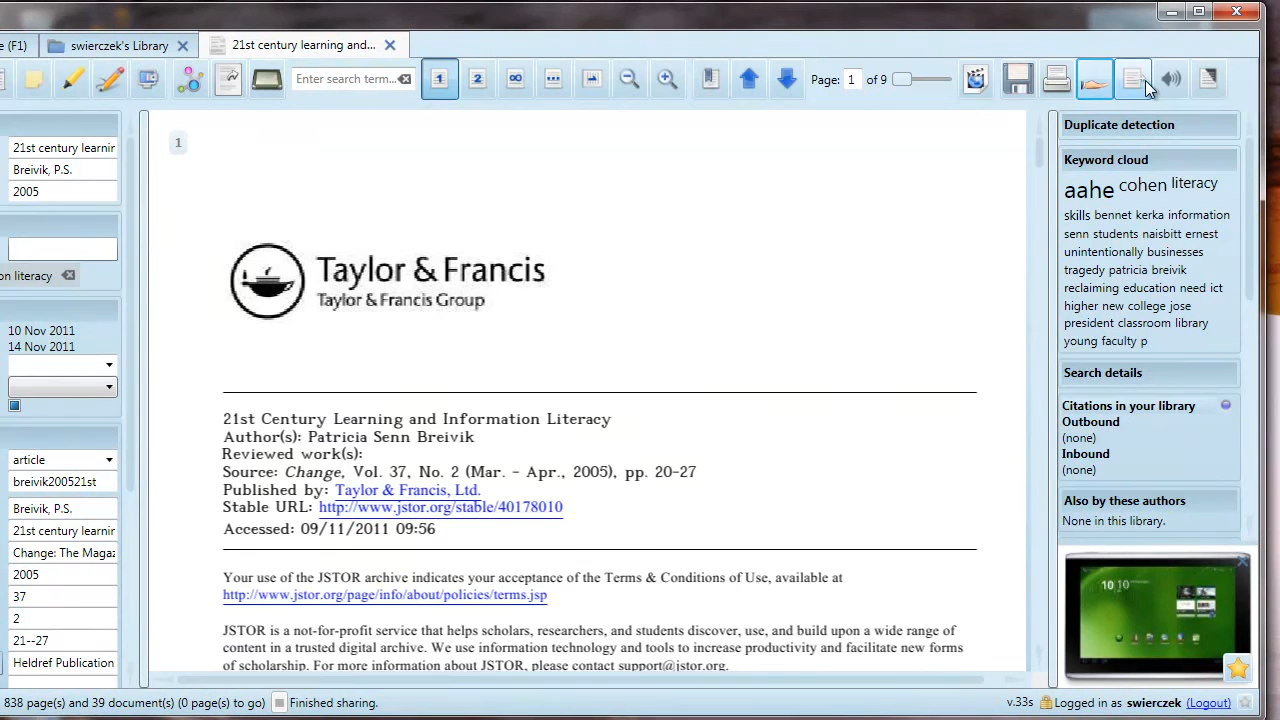 e (F1)
swierczek's Library
21st century learning and...
Enter search term...
1
2
Page: 1 of 9
21st century learnir
Breivik, P.S.
2005
on literacy
10 Nov 2011
14 Nov 2011
article
breivik200521st
Breivik, P.S.
21st century learnir
Change: The Magaz
2005
37
2
21--27
Heldref Publication
1
Taylor & Francis
Taylor & Francis Group
21st Century Learning and Information Literacy
Author(s): Patricia Senn Breivik
Reviewed work(s):
Source: Change, Vol. 37, No. 2 (Mar. - Apr., 2005), pp. 20-27
Published by: Taylor & Francis, Ltd.
Stable URL: http://www.jstor.org/stable/40178010
Accessed: 09/11/2011 09:56
Your use of the JSTOR archive indicates your acceptance of the Terms & Conditions of Use, available at
http://www.jstor.org/page/info/about/policies/terms.jsp
JSTOR is a not-for-profit service that helps scholars, researchers, and students discover, use, and build upon a wide range of
content in a trusted digital archive. We use information technology and tools to increase productivity and facilitate new forms
of scholarship. For more information about JSTOR, please contact support@jstor.org.
Duplicate detection
Keyword cloud
aahe cohen literacy
skills bennet kerka information
senn students naisbitt ernest
unintentionally businesses
tragedy patricia breivik
reclaiming education need ict
higher new college jose
president classroom library
young faculty p
Search details
Citations in your library
Outbound
(none)
Inbound
(none)
Also by these authors
None in this library.
10 10
838 page(s) and 39 document(s) (0 page(s) to go)
Finished sharing.
v.33s
Logged in as swierczek (Logout)